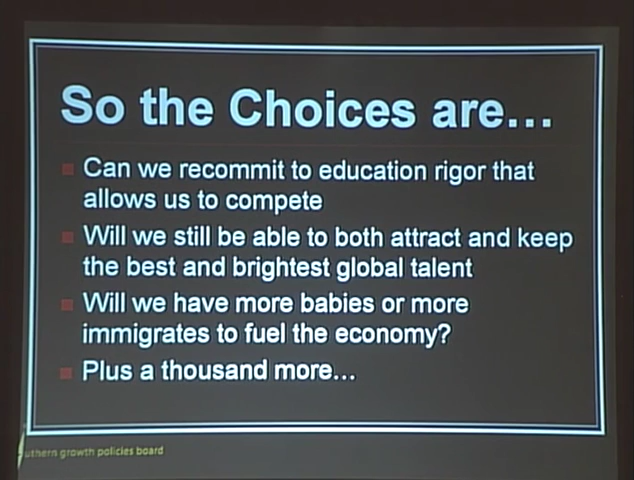 So the Choices are...
Can we recommit to education rigor that
allows us to compete
Will we still be able to both attract and keep
the best and brightest global talent
Will we have more babies or more
immigrates to fuel the economy?
Plus a thousand more...
uthern growth policies board